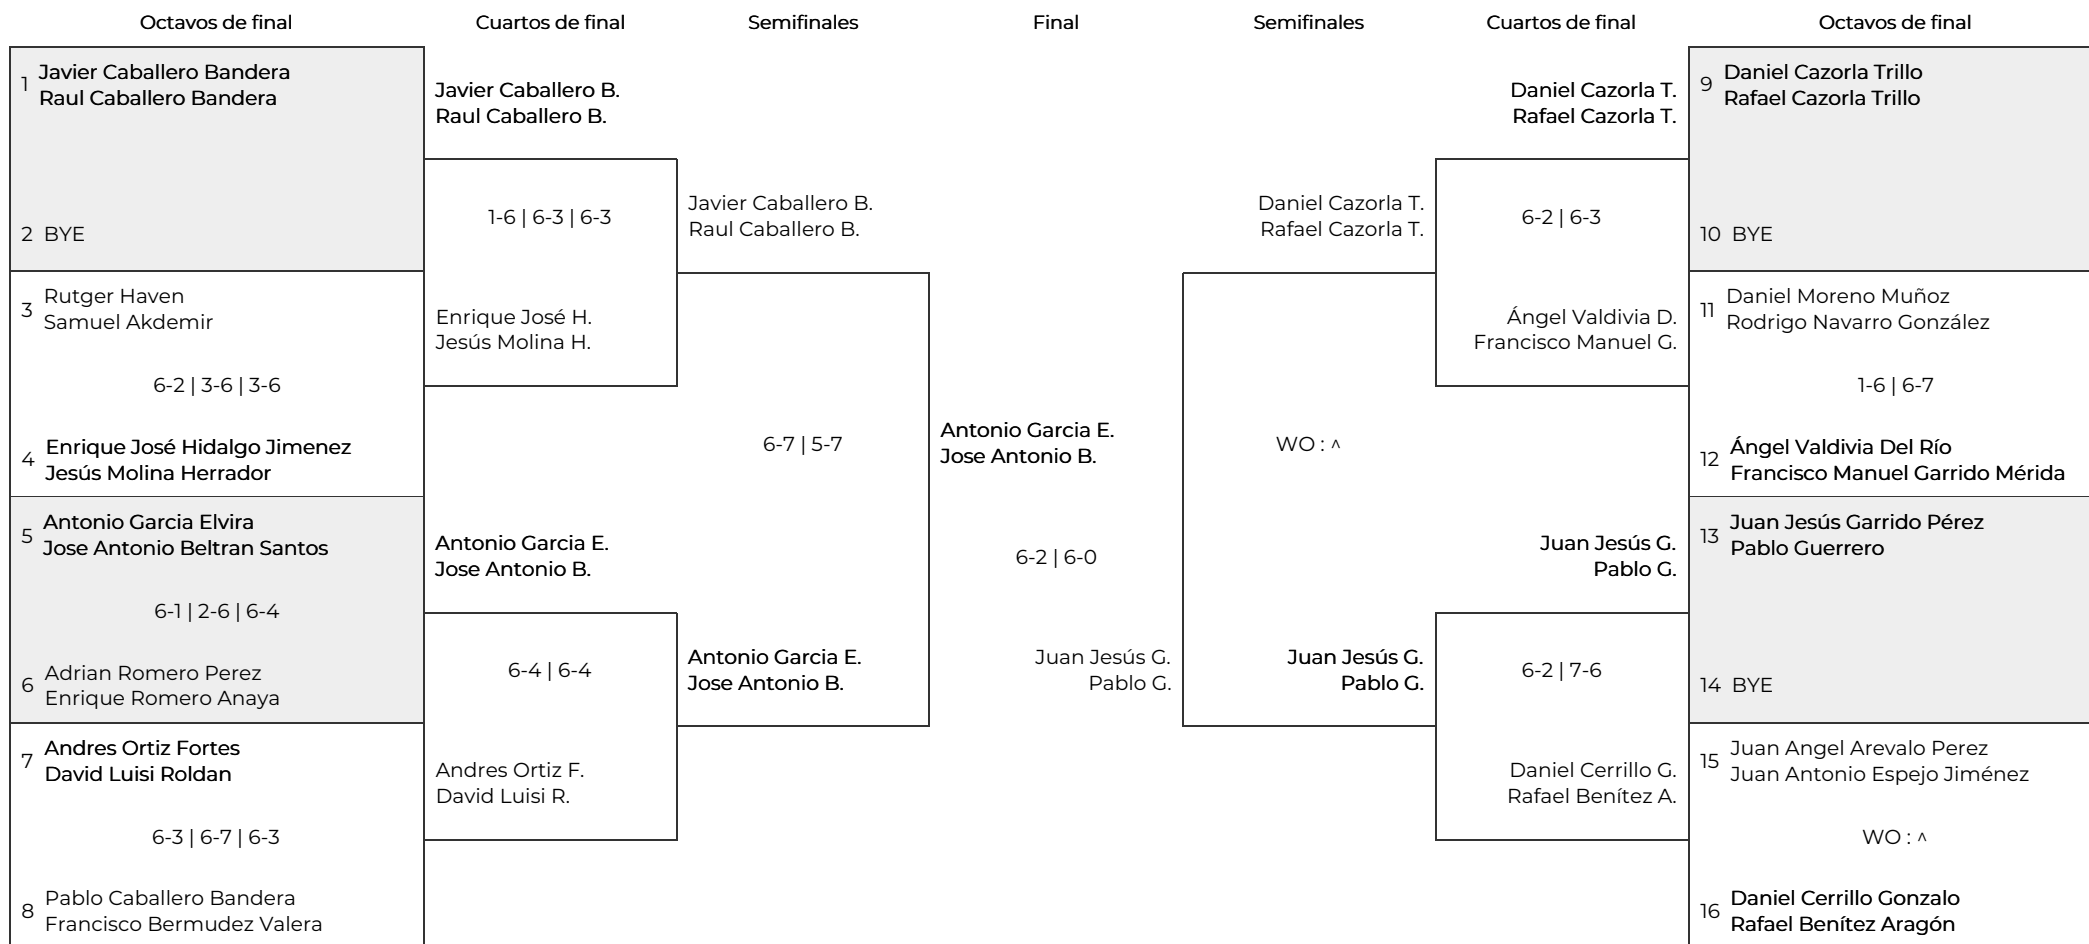 Octavos de final
Cuartos de final
Semifinales
Final
Semifinales
Cuartos de final
Octavos de final
1
Javier Caballero Bandera
Raul Caballero Bandera
2 BYE
3
Rutger Haven
Samuel Akdemir
6-2 | 3-6 | 3-6
4
Enrique José Hidalgo Jimenez
Jesús Molina Herrador
5
Antonio Garcia Elvira
Jose Antonio Beltran Santos
6-1 | 2-6 | 6-4
6
Adrian Romero Perez
Enrique Romero Anaya
7
Andres Ortiz Fortes
David Luisi Roldan
6-3 | 6-7 | 6-3
8
Pablo Caballero Bandera
Francisco Bermudez Valera
Javier Caballero B.
Raul Caballero B.
1-6 | 6-3 | 6-3
Enrique José H.
Jesús Molina H.
Antonio Garcia E.
Jose Antonio B.
6-4 | 6-4
Andres Ortiz F.
David Luisi R.
Javier Caballero B.
Raul Caballero B.
6-7 | 5-7
Antonio Garcia E.
Jose Antonio B.
Antonio Garcia E.
Jose Antonio B.
6-2 | 6-0
Juan Jesús G.
Pablo G.
Daniel Cazorla T.
Rafael Cazorla T.
WO : ^
Juan Jesús G.
Pablo G.
Daniel Cazorla T.
Rafael Cazorla T.
6-2 | 6-3
Ángel Valdivia D.
Francisco Manuel G.
Juan Jesús G.
Pablo G.
6-2 | 7-6
Daniel Cerrillo G.
Rafael Benítez A.
9
Daniel Cazorla Trillo
Rafael Cazorla Trillo
10 BYE
11
Daniel Moreno Muñoz
Rodrigo Navarro González
1-6 | 6-7
12
Ángel Valdivia Del Río
Francisco Manuel Garrido Mérida
13
Juan Jesús Garrido Pérez
Pablo Guerrero
14 BYE
15
Juan Angel Arevalo Perez
Juan Antonio Espejo Jiménez
WO : ^
16
Daniel Cerrillo Gonzalo
Rafael Benítez Aragón